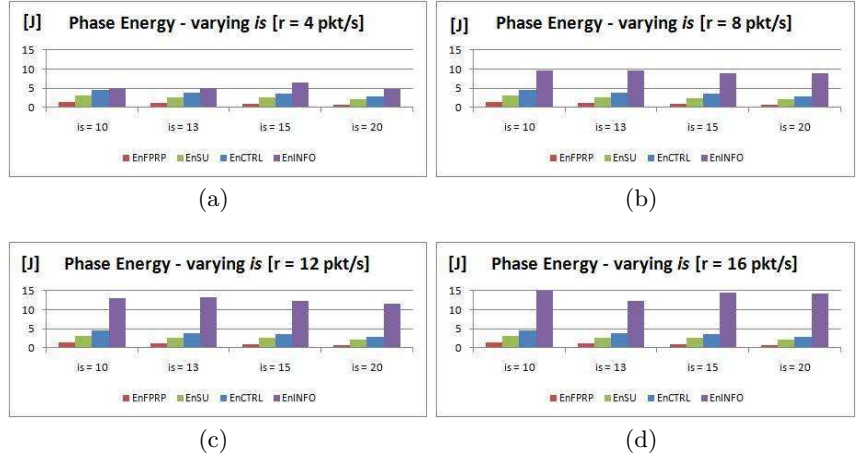 [J] Phase Energy - varying is [r = 4 pkt/s]
15
10
5
0
is = 10 is = 13 is = 15 is = 20
EnFPRP EnSU EnCTRL EnINFO
(a)
[J] Phase Energy - varying is [r = 8 pkt/s]
15
10
5
0
is = 10 is = 13 is = 15 is = 20
EnFPRP EnSU EnCTRL EnINFO
(b)
[J] Phase Energy - varying is [r = 12 pkt/s]
15
10
5
0
is = 10 is = 13 is = 15 is = 20
EnFPRP EnSU EnCTRL EnINFO
(c)
[J] Phase Energy - varying is [r = 16 pkt/s]
15
10
5
0
is = 10 is = 13 is = 15 is = 20
EnFPRP EnSU EnCTRL EnINFO
(d)